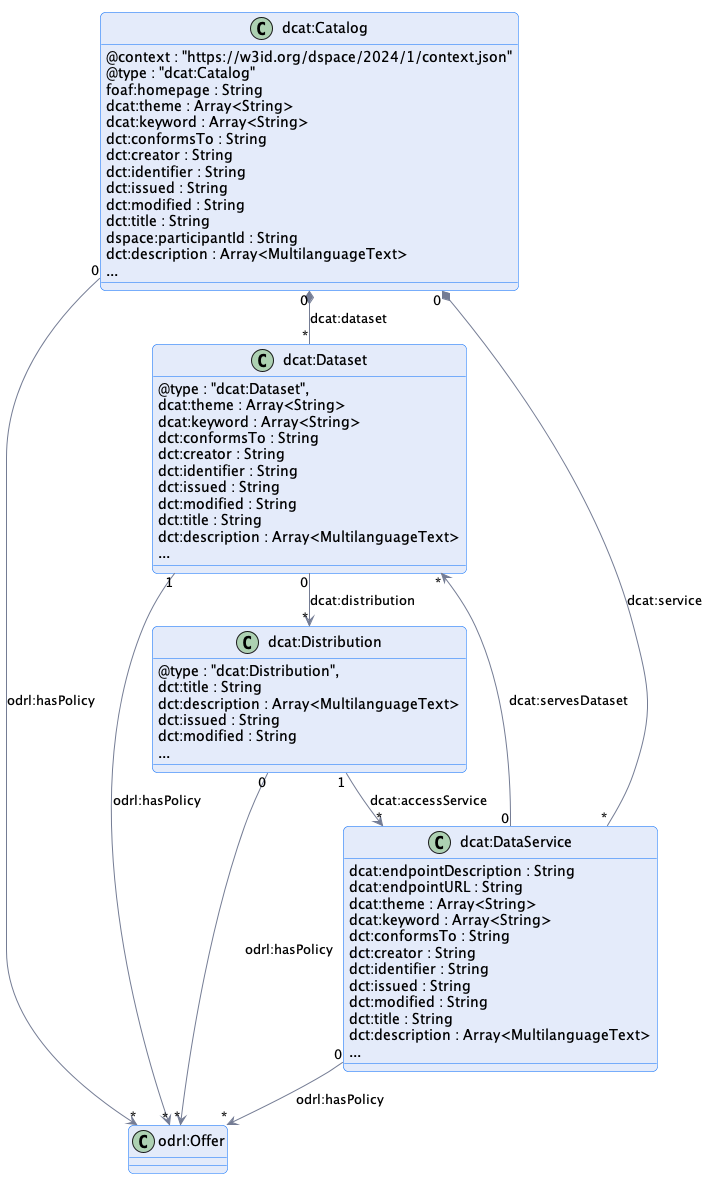 C dcat:Catalog
@context : "https://w3id.org/dspace/2024/1/context.json"
@type : "dcat:Catalog"
foaf:homepage : String
dcat:theme : Array<String>
dcat:keyword : Array<String>
dct:conformsTo : String
dct:creator : String
dct:identifier : String
dct:issued : String
dct:modified : String
dct:title : String
dspace:participantId : String
dct:description : Array<MultilanguageText>
...
0
0
0
dcat:dataset
*
C dcat:Dataset
@type : "dcat:Dataset",
dcat:theme : Array<String>
dcat:keyword : Array<String>
dct:conformsTo : String
dct:creator : String
dct:identifier : String
dct:issued : String
dct:modified : String
dct:title : String
dct:description : Array<MultilanguageText>
...
1
0
*
dcat:distribution
dcat:service
*
C dcat:Distribution
@type : "dcat:Distribution",
dct:title : String
dct:description : Array<MultilanguageText>
dct:issued : String
dct:modified : String
...
odrl:hasPolicy
dcat:servesDataset
0
1
odrl:hasPolicy
dcat:accessService
*
0
*
C dcat:DataService
dcat:endpointDescription : String
dcat:endpointURL : String
dcat:theme : Array<String>
dcat:keyword : Array<String>
dct:conformsTo : String
dct:creator : String
dct:identifier : String
dct:issued : String
dct:modified : String
dct:title : String
dct:description : Array<MultilanguageText>
...
odrl:hasPolicy
0
odrl:hasPolicy
*
*
*
*
C odrl:Offer